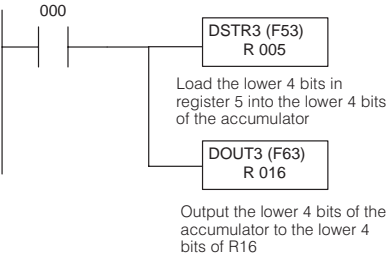 000
DSTR3 (F53)
R 005
Load the lower 4 bits in
register 5 into the lower 4 bits
of the accumulator
DOUT3 (F63)
R 016
Output the lower 4 bits of the
accumulator to the lower 4
bits of R16